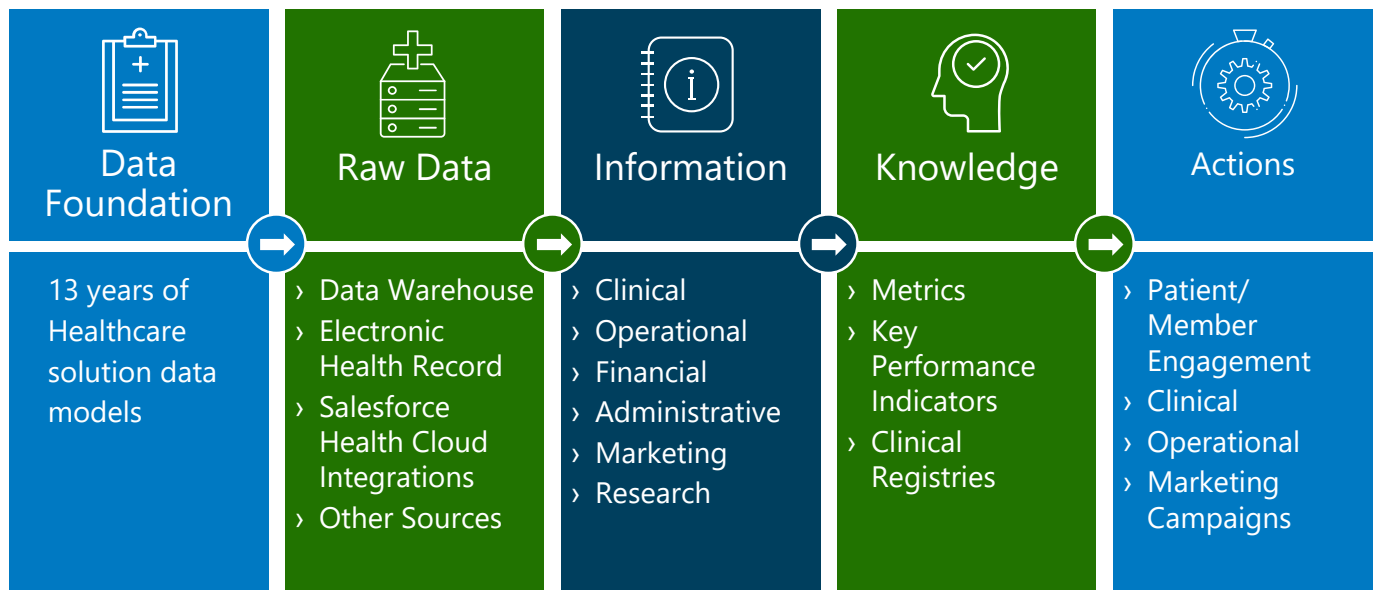 Data
Foundation
13 years of
Healthcare
solution data
models
Raw Data
› Data Warehouse
› Electronic
Health Record
› Salesforce
Health Cloud
Integrations
› Other Sources
i
Information
› Clinical
› Operational
› Financial
› Administrative
› Marketing
› Research
Knowledge
› Metrics
› Key
Performance
Indicators
› Clinical
Registries
Actions
› Patient/
Member
Engagement
› Clinical
› Operational
› Marketing
Campaigns